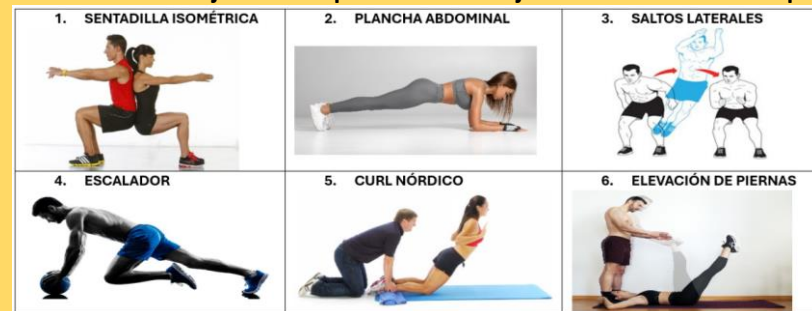 1. SENTADILLA ISOMÉTRICA
2. PLANCHA ABDOMINAL
3. SALTOS LATERALES
4. ESCALADOR
5. CURL NÓRDICO
6. ELEVACIÓN DE PIERNAS